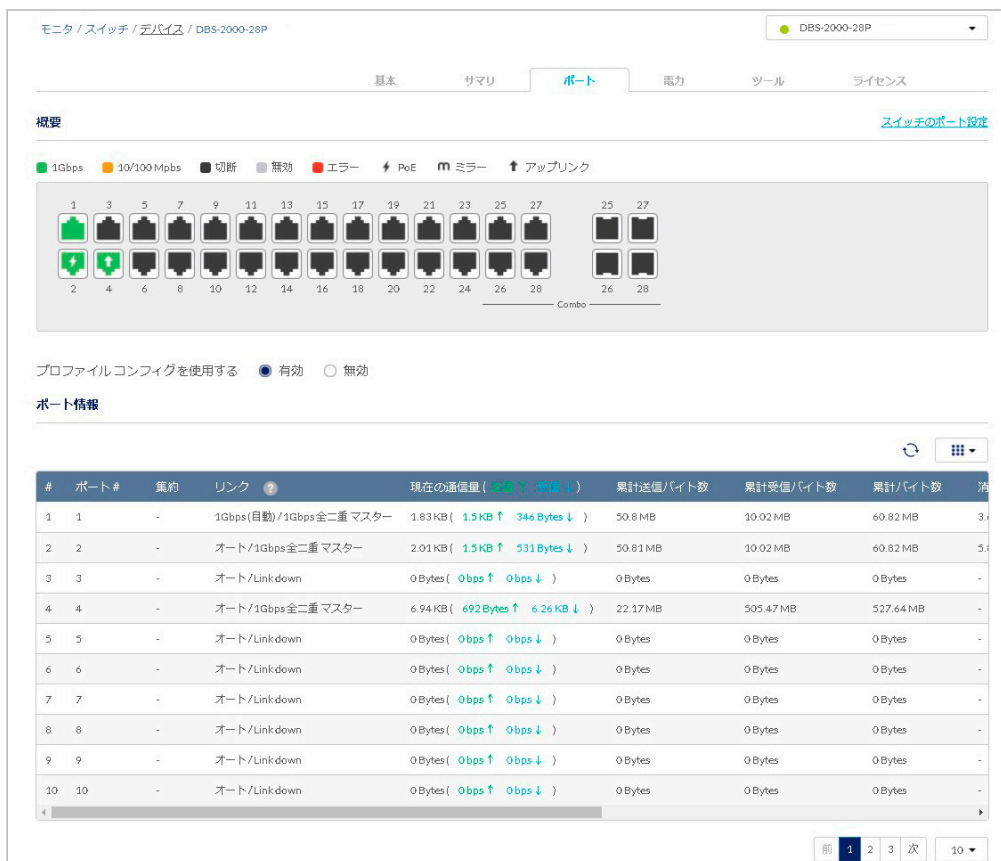 モニタ / スイッチ / デバイス / DBS-2000-28P
DBS-2000-28P
基本 サマリ ポート 電力 ツール ライセンス
概要 スイッチのポート設定
1Gbps 10/100 Mpbs 切断 無効 エラー PoE ミラー アップリンク
1 3 5 7 9 11 13 15 17 19 21 23 25 27 25 27
2 4 6 8 10 12 14 16 18 20 22 24 26 28 26 28
Combo
プロファイルコンフィグを使用する 有効 無効
ポート情報
# ポート # 集約 リンク ? 現在の通信量 ( ↑ ↓ ) 累計送信バイト数 累計受信バイト数 累計バイト数 消
1 1 - 1Gbps(自動)/1Gbps全二重 マスター 1.83 KB ( 1.5 KB ↑ 346 Bytes ↓ ) 50.8 MB 10.02 MB 60.82 MB
2 2 - オート/1Gbps全二重 マスター 2.01 KB ( 1.5 KB ↑ 531 Bytes ↓ ) 50.81 MB 10.02 MB 60.82 MB
3 3 - オート/Link down 0 Bytes ( 0 bps ↑ 0 bps ↓ ) 0 Bytes 0 Bytes 0 Bytes -
4 4 - オート/1Gbps全二重 マスター 6.94 KB ( 692 Bytes ↑ 6.26 KB ↓ ) 22.17 MB 505.47 MB 527.64 MB -
5 5 - オート/Link down 0 Bytes ( 0 bps ↑ 0 bps ↓ ) 0 Bytes 0 Bytes 0 Bytes -
6 6 - オート/Link down 0 Bytes ( 0 bps ↑ 0 bps ↓ ) 0 Bytes 0 Bytes 0 Bytes -
7 7 - オート/Link down 0 Bytes ( 0 bps ↑ 0 bps ↓ ) 0 Bytes 0 Bytes 0 Bytes -
8 8 - オート/Link down 0 Bytes ( 0 bps ↑ 0 bps ↓ ) 0 Bytes 0 Bytes 0 Bytes -
9 9 - オート/Link down 0 Bytes ( 0 bps ↑ 0 bps ↓ ) 0 Bytes 0 Bytes 0 Bytes -
10 10 - オート/Link down 0 Bytes ( 0 bps ↑ 0 bps ↓ ) 0 Bytes 0 Bytes 0 Bytes -
前 1 2 3 次 10